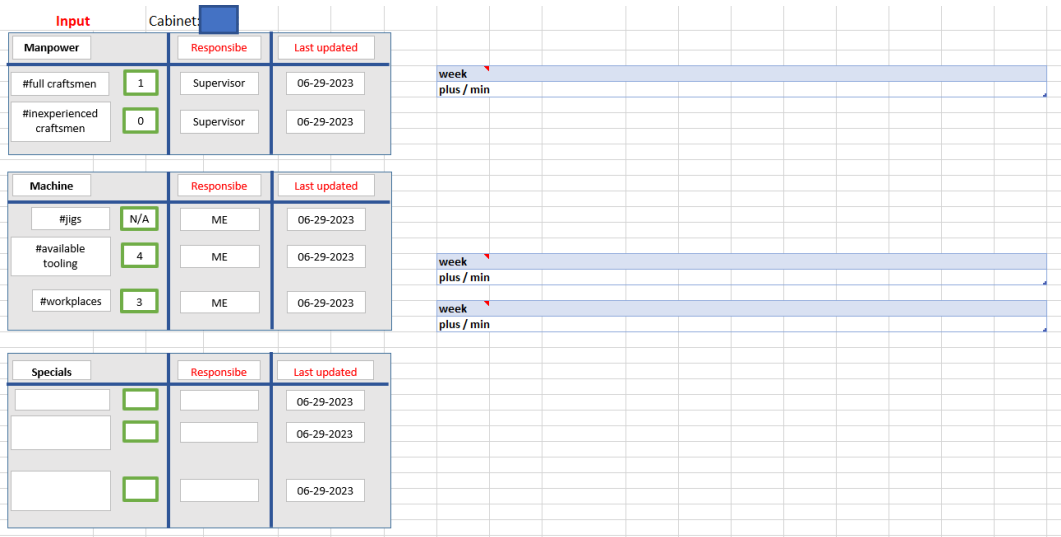 Input Cabinet:
Manpower Responsibe Last updated
#full craftsmen 1 Supervisor 06-29-2023
week
plus / min
#inexperienced
craftsmen 0 Supervisor 06-29-2023
Machine Responsibe Last updated
#jigs N/A ME 06-29-2023
#available
tooling 4 ME 06-29-2023
week
plus / min
#workplaces 3 ME 06-29-2023
week
plus / min
Specials Responsibe Last updated
06-29-2023
06-29-2023
06-29-2023